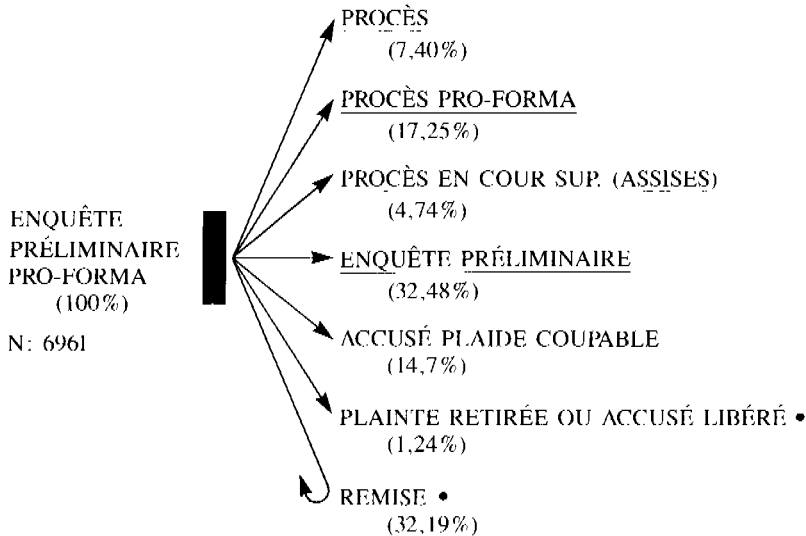 PROCÈS
(7,40%)
PROCÈS PRO-FORMA
(17,25%)
PROCÈS EN COUR SUP. (ASSISES)
(4,74%)
ENQUÊTE
PRÉLIMINAIRE
PRO-FORMA
(100%)
N: 6961
ENQUÊTE PRÉLIMINAIRE
(32,48%)
ACCUSÉ PLAIDE COUPABLE
(14,7%)
PLAINTE RETIRÉE OU ACCUSÉ LIBÉRÉ •
(1,24%)
REMISE •
(32,19%)